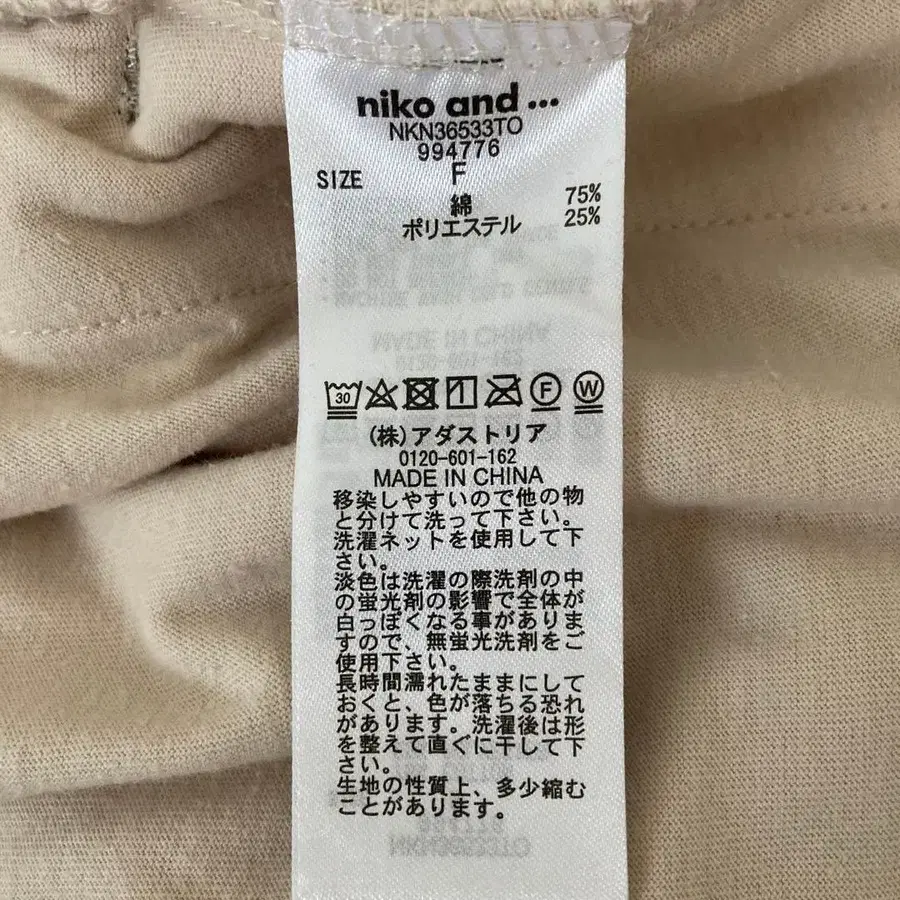 niko and ...
NKN36533TO
994776
SIZE F
綿 75%
ポリエステル 25%
30 F W
(株)アダストリア
0120-601-162
MADE IN CHINA
移染しやすいので他の物
と分けて洗って下さい。
洗濯ネットを使用して下
さい。
淡色は洗濯の際洗剤の中
の蛍光剤の影響で全体が
白っぽくなる事がありま
すので、無蛍光洗剤をご
使用下さい。
長時間濡れたままにして
おくと、色が落ちる恐れ
があります。洗濯後は形
を整えて直ぐに干して下
さい。
生地の性質上、多少縮む
ことがあります。